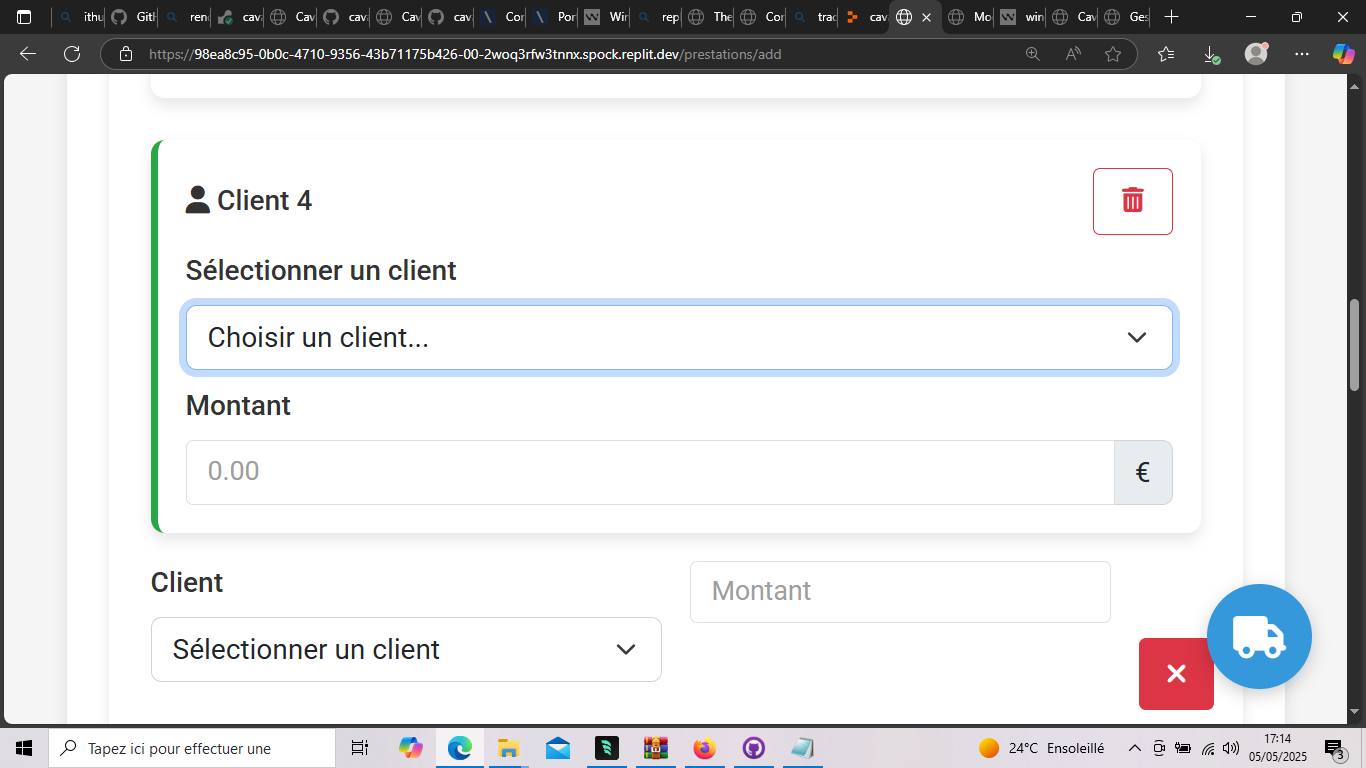 ithu
Gitl
ren
cava
Cav
cav
Cav
cav
Cor
Por
Wir
rep
The
Cor
trac
cav
Mo
win
Cav
Ges
https://98ea8c95-0b0c-4710-9356-43b71175b426-00-2woq3rfw3tnnx.spock.replit.dev/prestations/add
Client 4
Sélectionner un client
Choisir un client...
Montant
0.00
€
Client
Montant
Sélectionner un client
Tapez ici pour effectuer une
24°C Ensoleillé
17:14
05/05/2025
3